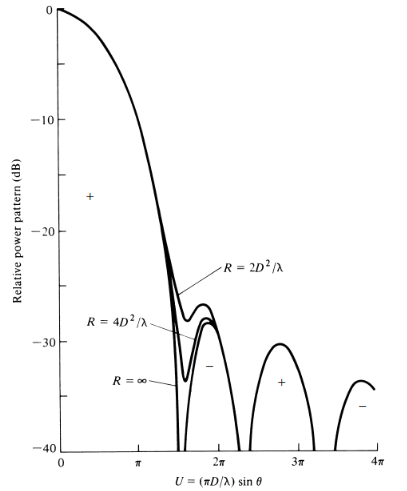 0
−10
−20
−30
−40
Relative power pattern (dB)
+
R = 2D²/λ
R = 4D²/λ
R = ∞
−
+
−
0 π 2π 3π 4π
U = (πD/λ) sin θ